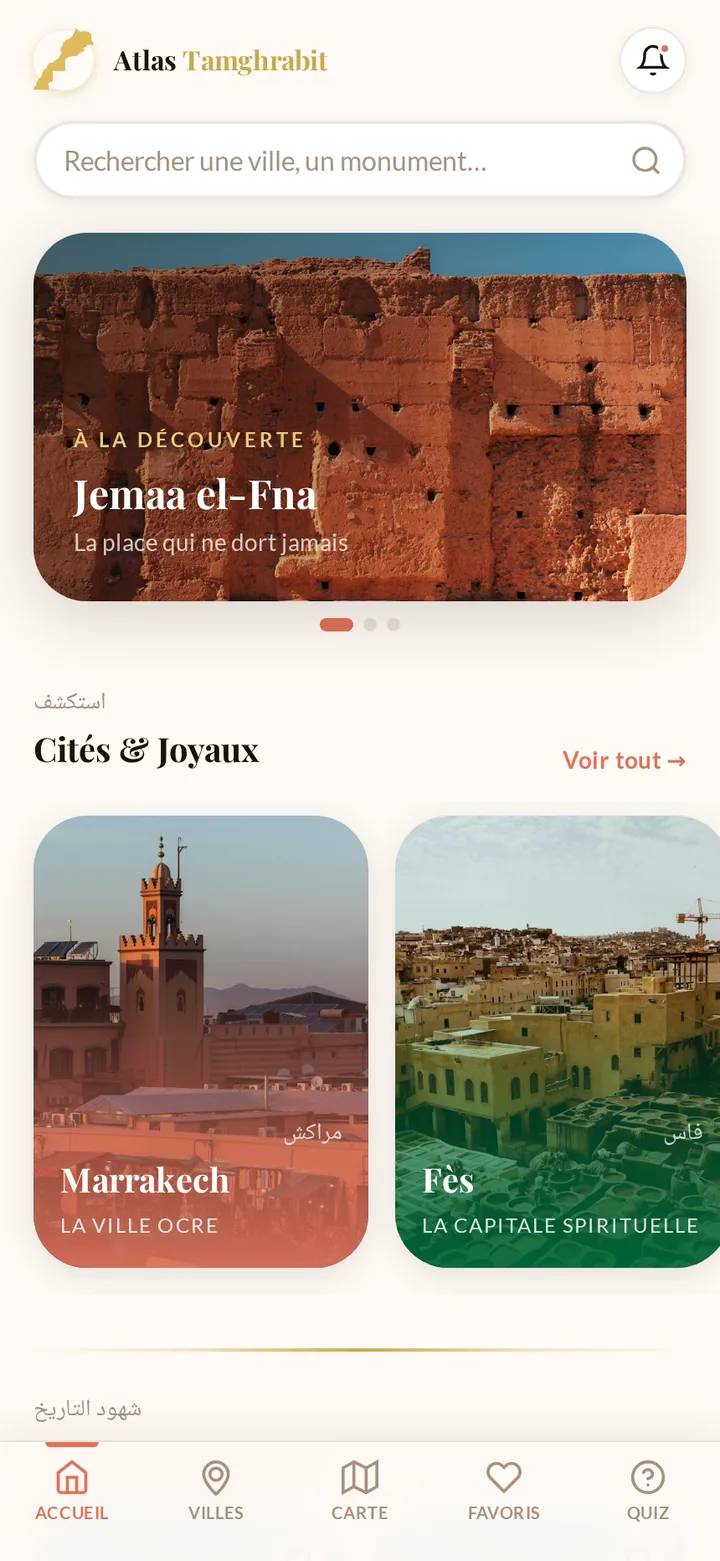 Atlas Tamghrabit
Rechercher une ville, un monument...
À LA DÉCOUVERTE
Jemaa el-Fna
La place qui ne dort jamais
استكشف
Cités & Joyaux
Voir tout →
مراكش
Marrakech
LA VILLE OCRE
فاس
Fès
LA CAPITALE SPIRITUELLE
شهود التاريخ
ACCUEIL
VILLES
CARTE
FAVORIS
QUIZ